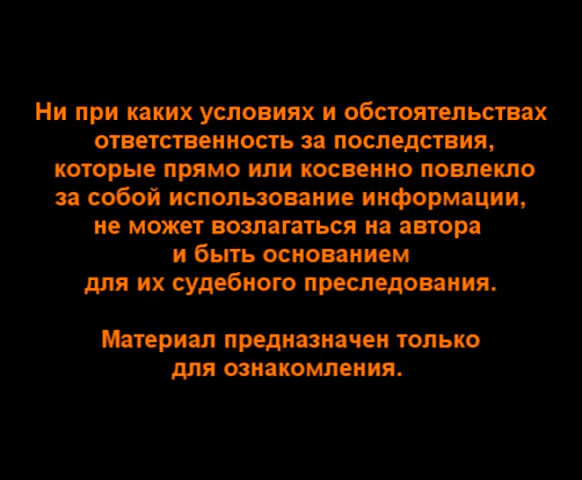 Ни при каких условиях и обстоятельствах
ответственность за последствия,
которые прямо или косвенно повлекло
за собой использование информации,
не может возлагаться на автора
и быть основанием
для их судебного преследования.
Материал предназначен только
для ознакомления.